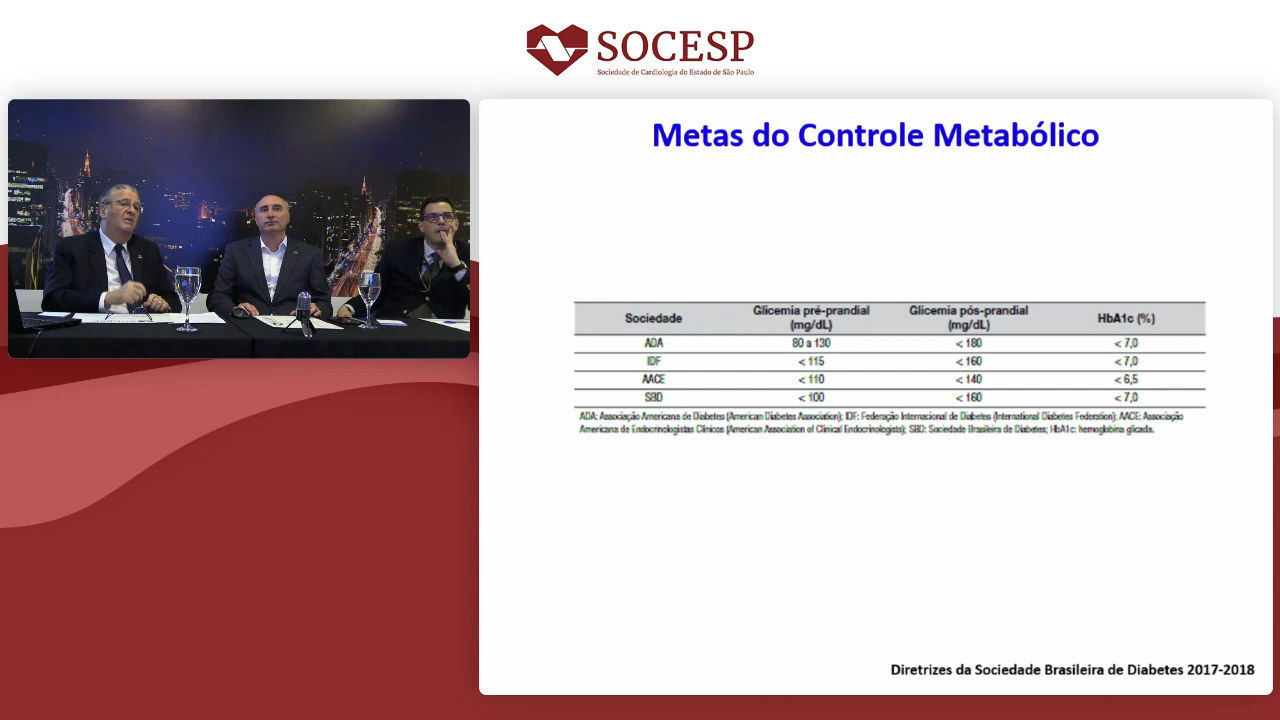 SOCESP
Sociedade de Cardiologia do Estado de São Paulo
Metas do Controle Metabólico
Sociedade Glicemia pré-prandial (mg/dL) Glicemia pós-prandial (mg/dL) HbA1c (%)
ADA 80 a 130 < 180 < 7,0
IDF < 115 < 160 < 7,0
AACE < 110 < 140 < 6,5
SBD < 100 < 160 < 7,0
ADA: Associação Americana de Diabetes (American Diabetes Association); IDF: Federação Internacional de Diabetes (International Diabetes Federation); AACE: Associação
Americana de Endocrinologistas Clínicos (American Association of Clinical Endocrinologists); SBD: Sociedade Brasileira de Diabetes; HbA1c: hemoglobina glicada.
Diretrizes da Sociedade Brasileira de Diabetes 2017-2018